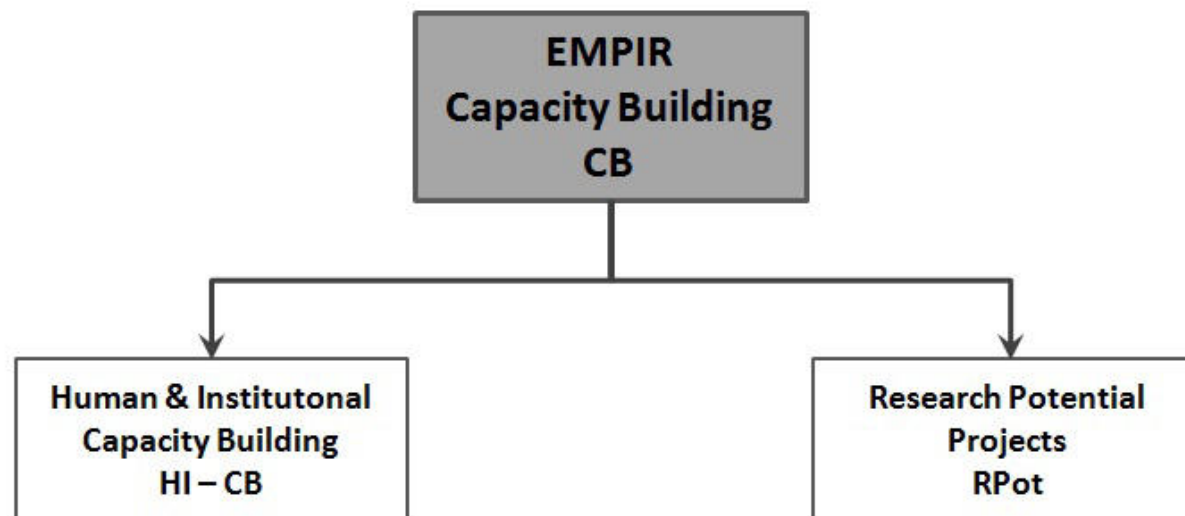 EMPIR
Capacity Building
CB
Human & Institutonal
Capacity Building
HI – CB
Research Potential
Projects
RPot